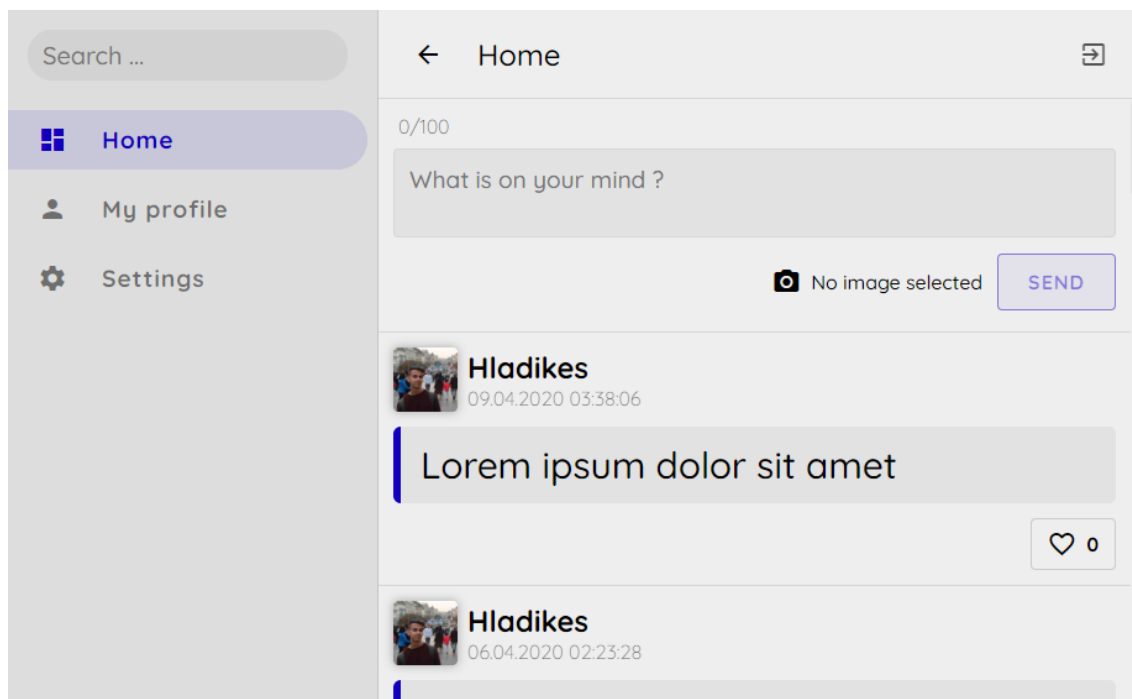 Search ...
Home
My profile
Settings
Home
0/100
What is on your mind ?
No image selected
SEND
Hladikes
09.04.2020 03:38:06
Lorem ipsum dolor sit amet
0
Hladikes
06.04.2020 02:23:28